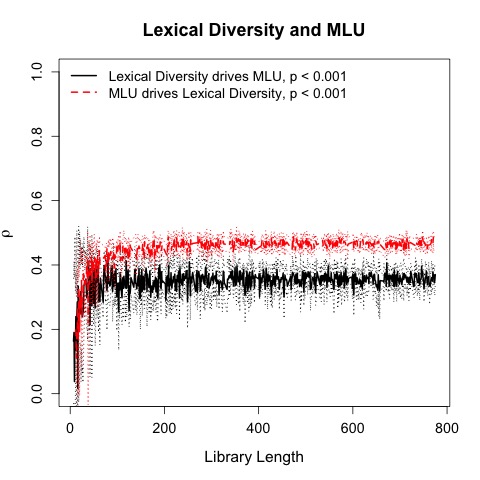 Lexical Diversity and MLU
Lexical Diversity drives MLU, p < 0.001
MLU drives Lexical Diversity, p < 0.001
1.0
0.8
0.6
ρ
0.4
0.2
0.0
0 200 400 600 800
Library Length